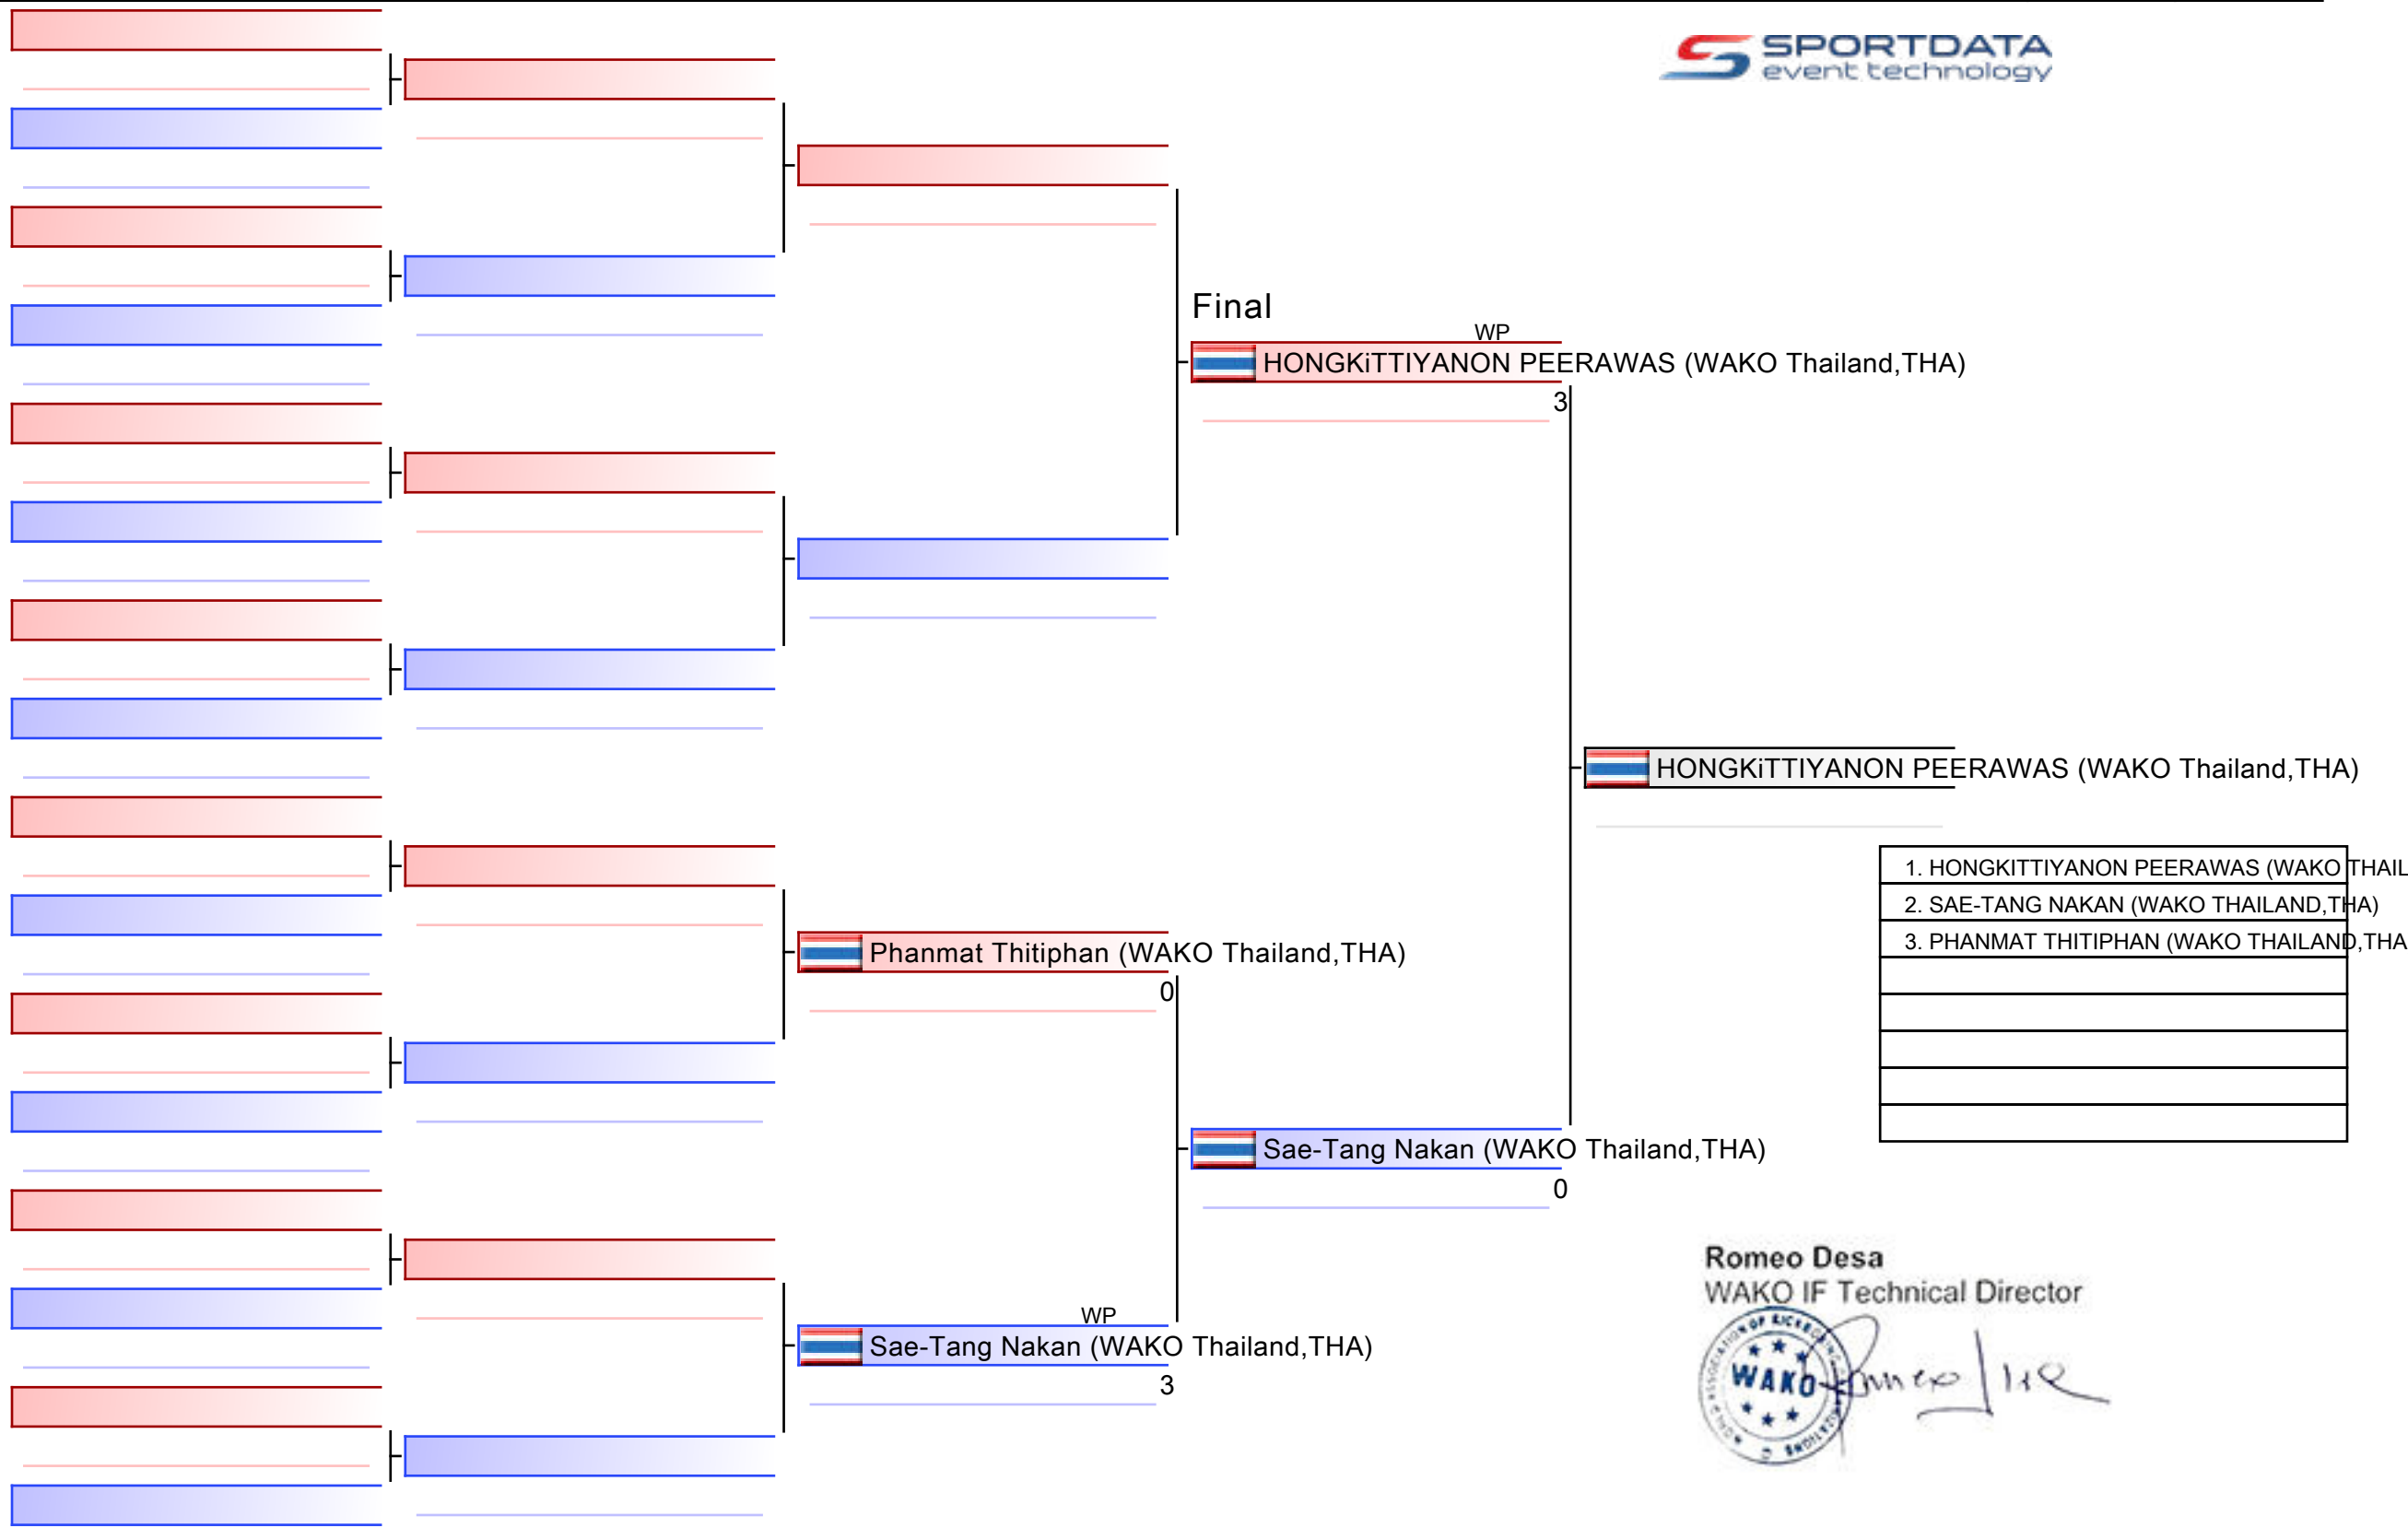 SPORTDATA
event technology
Final
WP
HONGKiTTIYANON PEERAWAS (WAKO Thailand,THA)
3
HONGKiTTIYANON PEERAWAS (WAKO Thailand,THA)
1. HONGKITTIYANON PEERAWAS (WAKO THAIL
2. SAE-TANG NAKAN (WAKO THAILAND,THA)
3. PHANMAT THITIPHAN (WAKO THAILAND,THA
Phanmat Thitiphan (WAKO Thailand,THA)
0
Sae-Tang Nakan (WAKO Thailand,THA)
0
WP
Sae-Tang Nakan (WAKO Thailand,THA)
3
Romeo Desa
WAKO IF Technical Director
WAKO